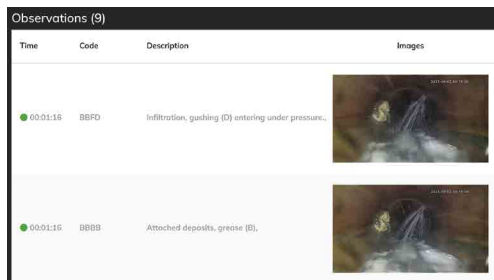 Observations (9)
Time Code Description Images
00:01:16 BBFD Infiltration, gushing (D) entering under pressure.,
00:01:16 BBBB Attached deposits, grease (B),